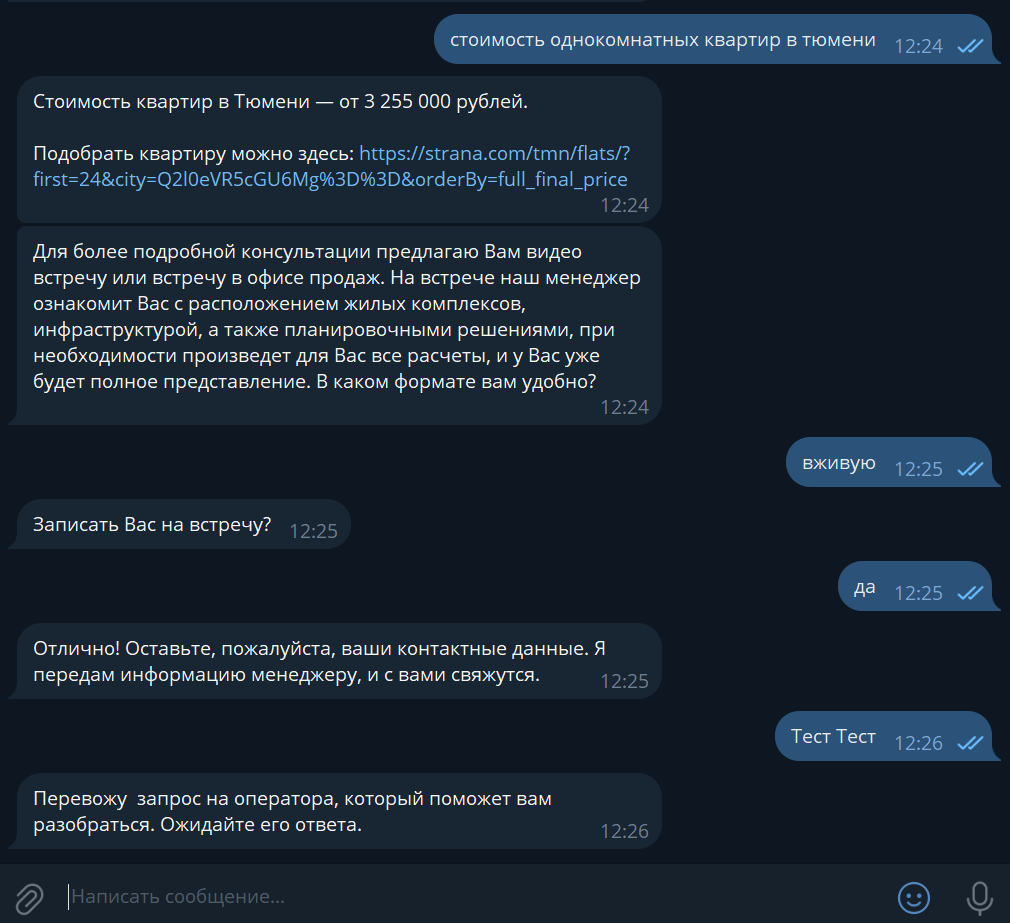 стоимость однокомнатных квартир в тюмени 12:24
Стоимость квартир в Тюмени — от 3 255 000 рублей.
Подобрать квартиру можно здесь: https://strana.com/tmn/flats/?
first=24&city=Q2l0eVR5cGU6Mg%3D%3D&orderBy=full_final_price
12:24
Для более подробной консультации предлагаю Вам видео
встречу или встречу в офисе продаж. На встрече наш менеджер
ознакомит Вас с расположением жилых комплексов,
инфраструктурой, а также планировочными решениями, при
необходимости произведет для Вас все расчеты, и у Вас уже
будет полное представление. В каком формате вам удобно?
12:24
вживую 12:25
Записать Вас на встречу? 12:25
да 12:25
Отлично! Оставьте, пожалуйста, ваши контактные данные. Я
передам информацию менеджеру, и с вами свяжутся. 12:25
Тест Тест 12:26
Перевожу  запрос на оператора, который поможет вам
разобраться. Ожидайте его ответа. 12:26
Написать сообщение...